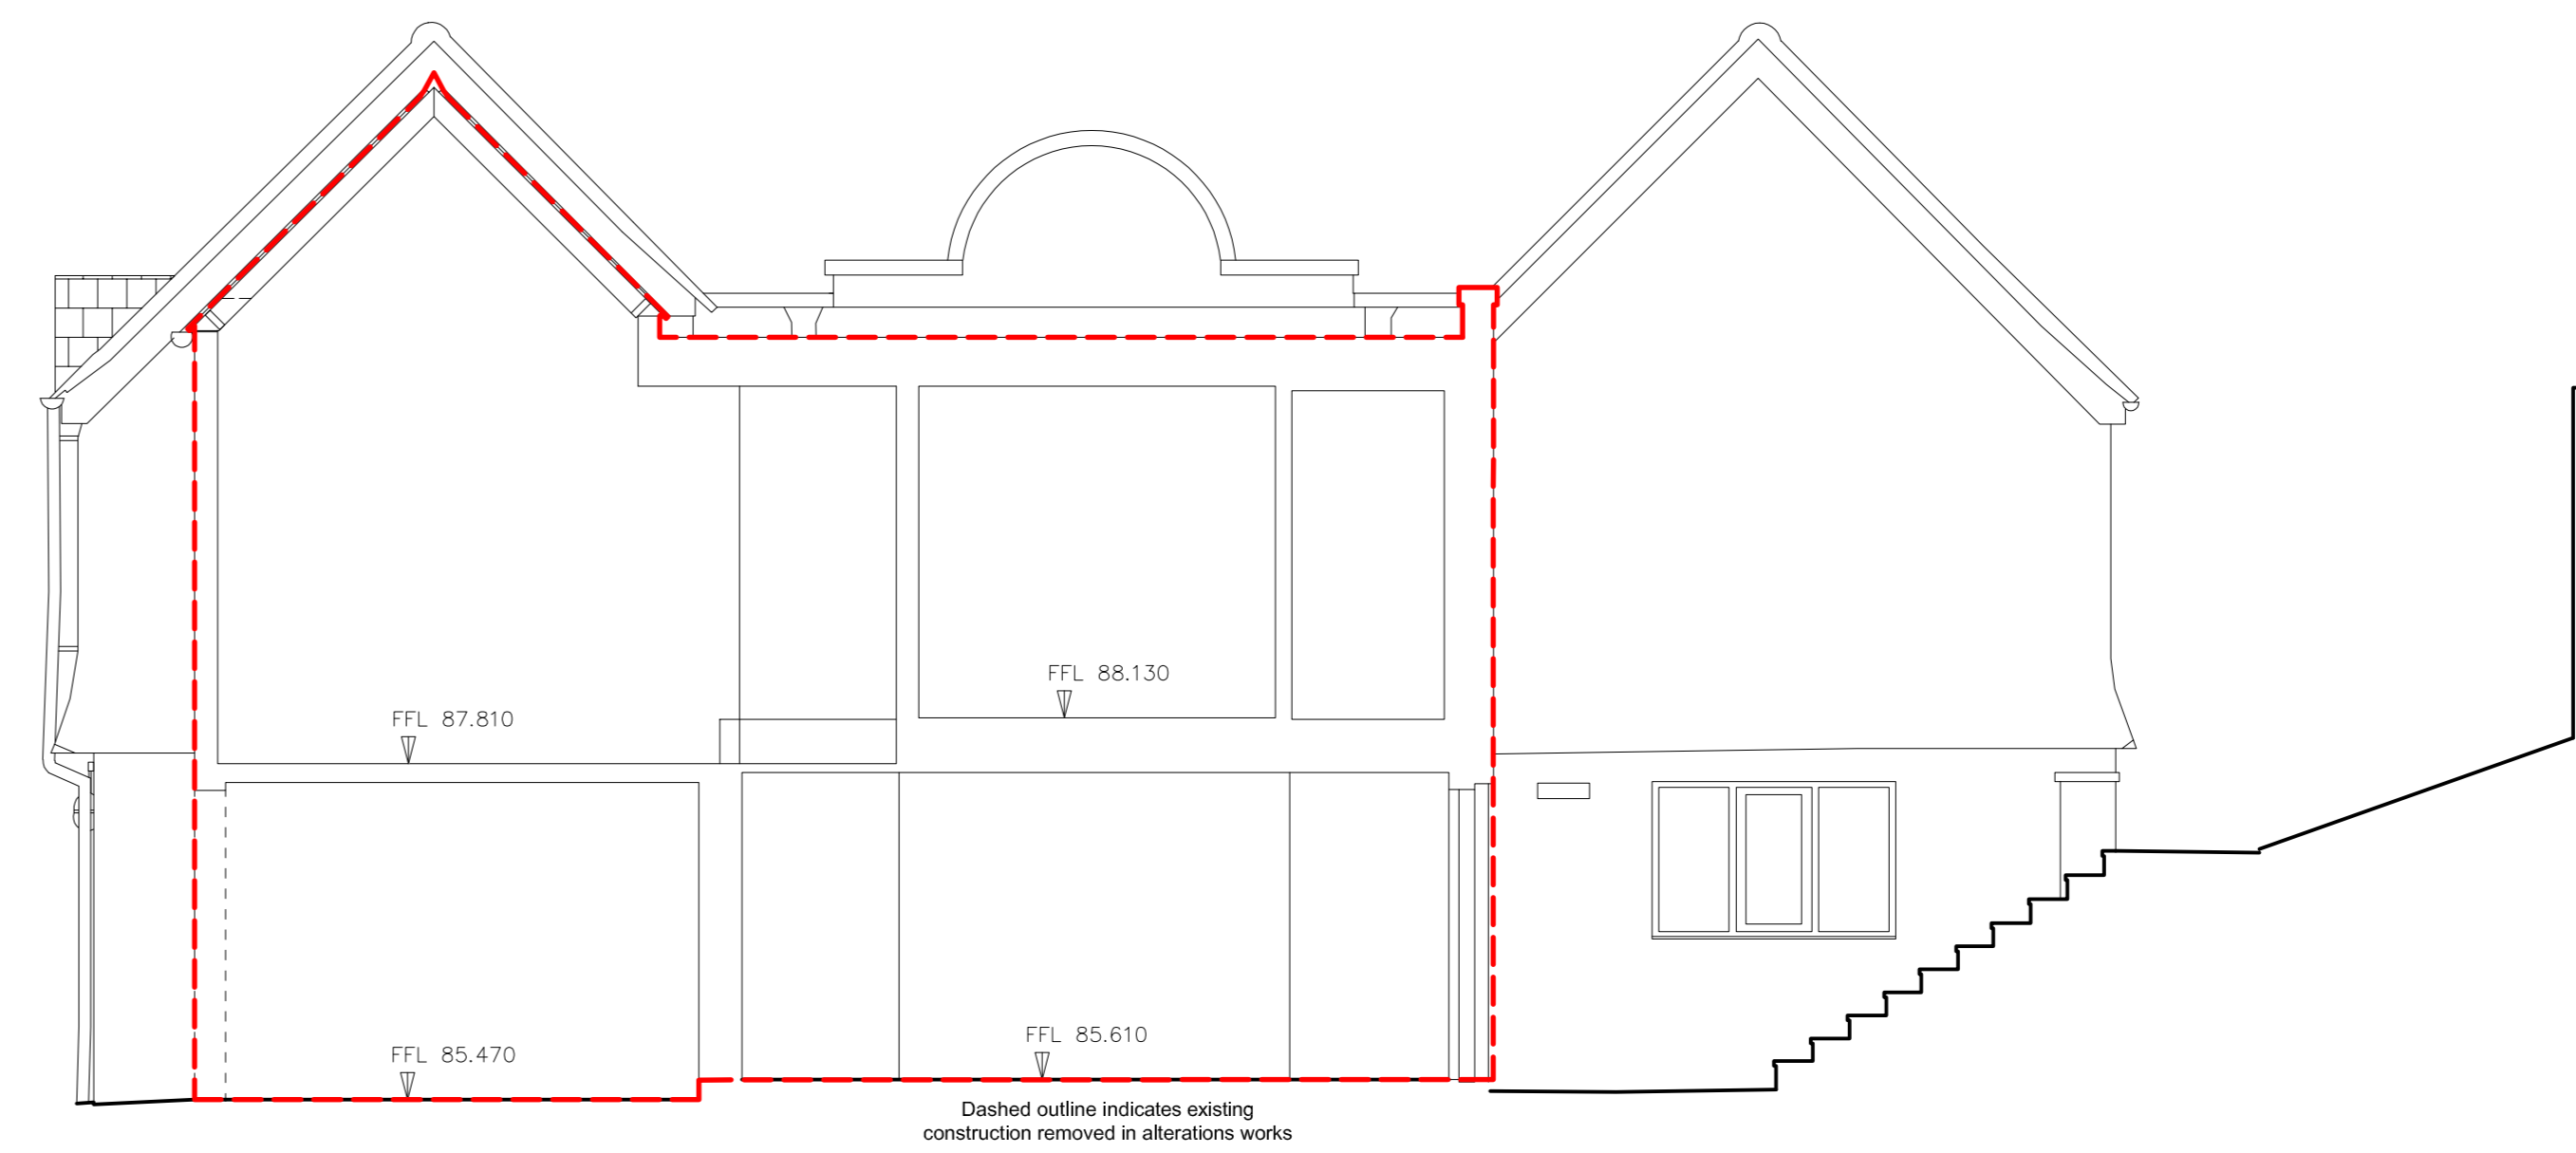 FFL 88.130
FFL 87.810
FFL 85.610
FFL 85.470
Dashed outline indicates existing
construction removed in alterations works